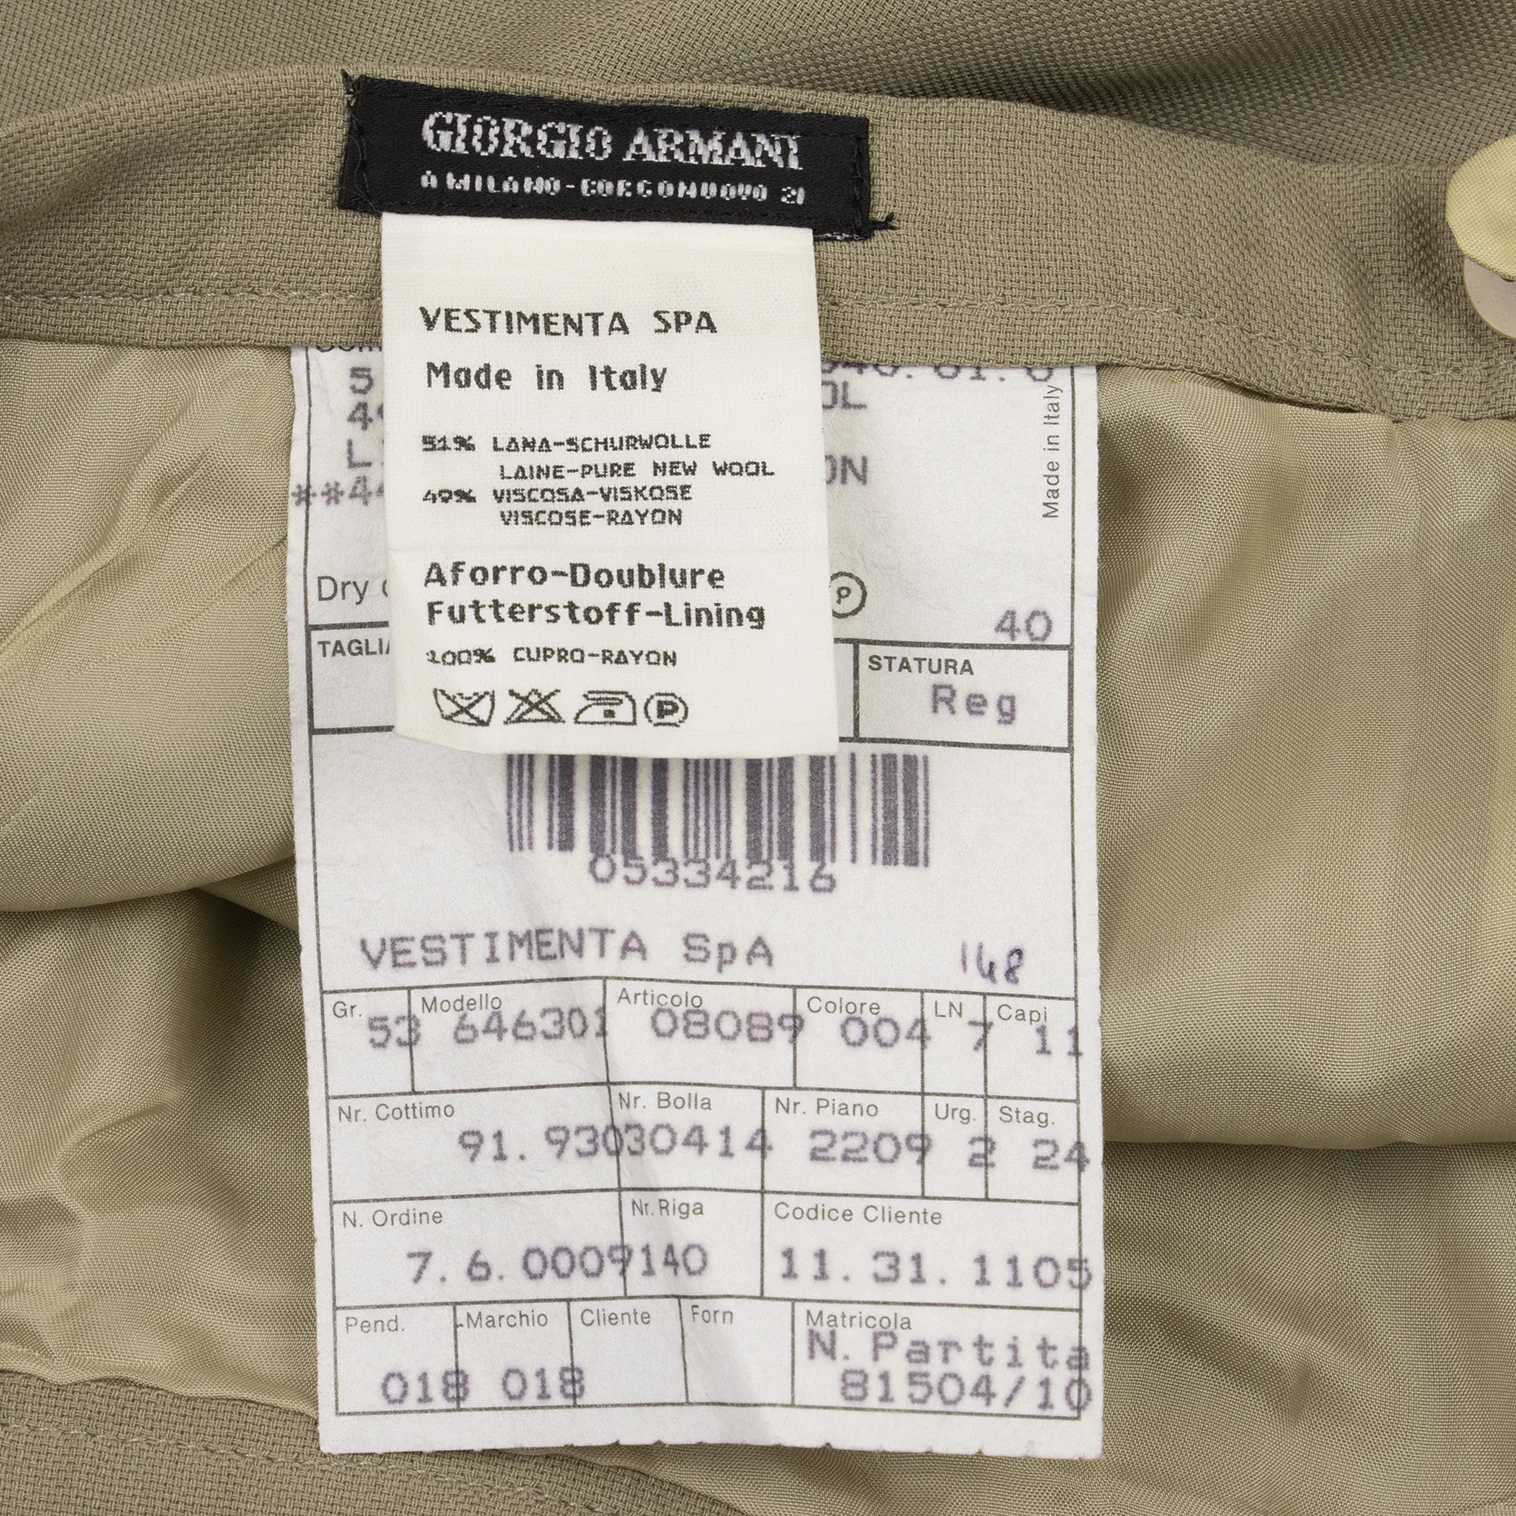 GIORGIO ARMANI
A MILANO-BORGONUOVO 21
VESTIMENTA SPA
Made in Italy
51% LANA-SCHURWOLLE
LAINE-PURE NEW WOOL
49% VISCOSA-VISKOSE
VISCOSE-RAYON
Aforro-Doublure
Futterstoff-Lining
100% CUPRO-RAYON
P
Made in Italy
Dry
P
40
STATURA
Reg
05334216
VESTIMENTA SpA 148
Gr. Modello Articolo Colore LN Capi
53 646301 08089 004 7 11
Nr. Cottimo Nr. Bolla Nr. Piano Urg. Stag.
91.93030414 2209 2 24
N. Ordine Nr. Riga Codice Cliente
7.6.0009140 11.31.1105
Pend. Marchio Cliente Forn Matricola
N. Partita
018 018 81504/10